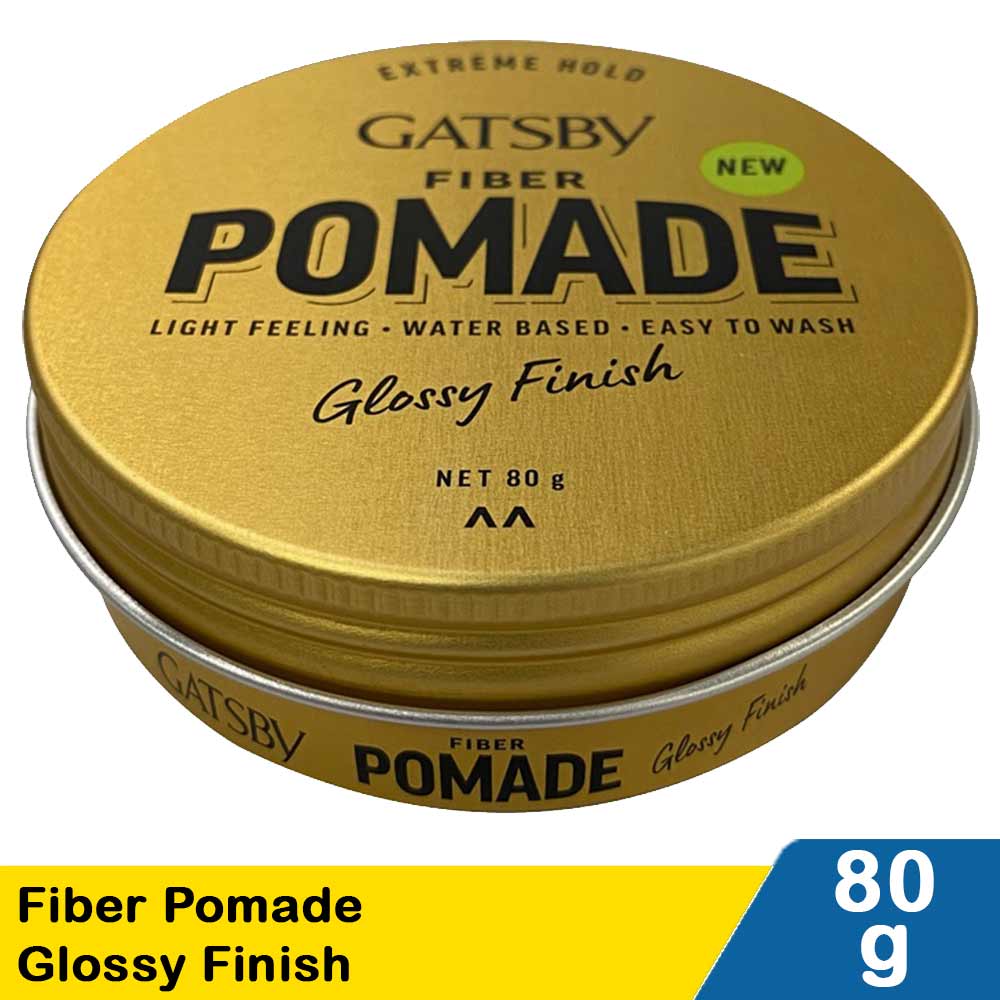 EXTREME HOLD
GATSBY
NEW
FIBER
POMADE
LIGHT FEELING • WATER BASED • EASY TO WASH
Glossy Finish
NET 80 g
GATSBY
FIBER
POMADE
Glossy Finish
Fiber Pomade
Glossy Finish
80
g